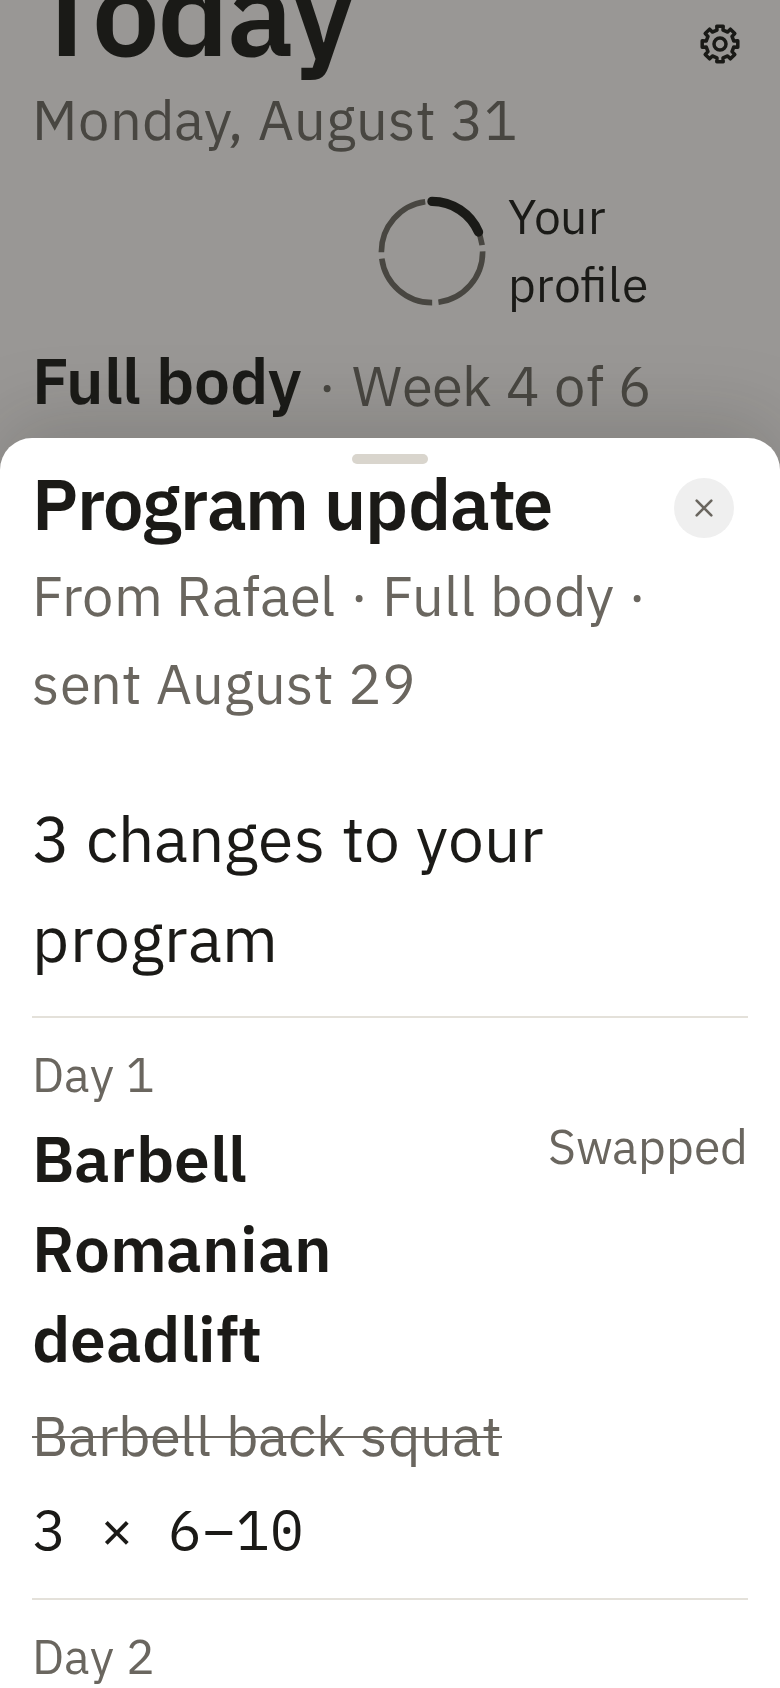 Today
Monday, August 31
Your
profile
Full body · Week 4 of 6
Program update
From Rafael · Full body ·
sent August 29
3 changes to your
program
Day 1
Barbell
Romanian
deadlift
Swapped
Barbell back squat
3 × 6–10
Day 2